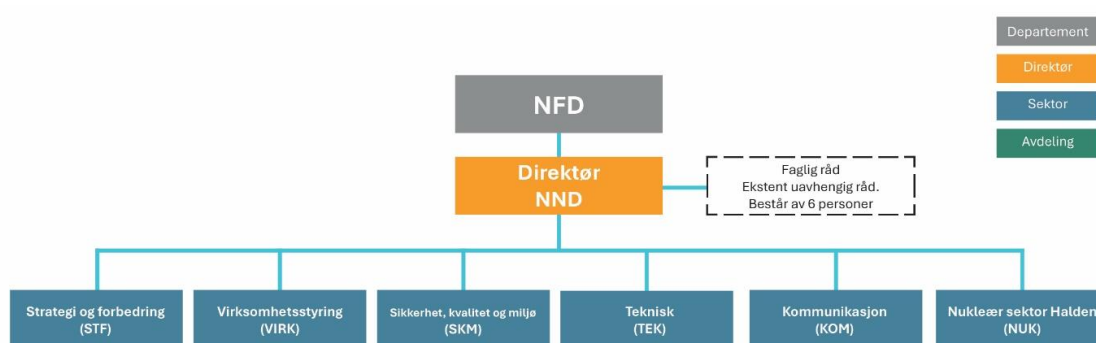 Departement
Direktør
Sektor
Avdeling
NFD
Direktør
NND
Faglig råd
Ekstent uavhengig råd.
Består av 6 personer
Strategi og forbedring
(STF)
Virksomhetsstyring
(VIRK)
Sikkerhet, kvalitet og miljø
(SKM)
Teknisk
(TEK)
Kommunikasjon
(KOM)
Nukleær sektor Halden
(NUK)